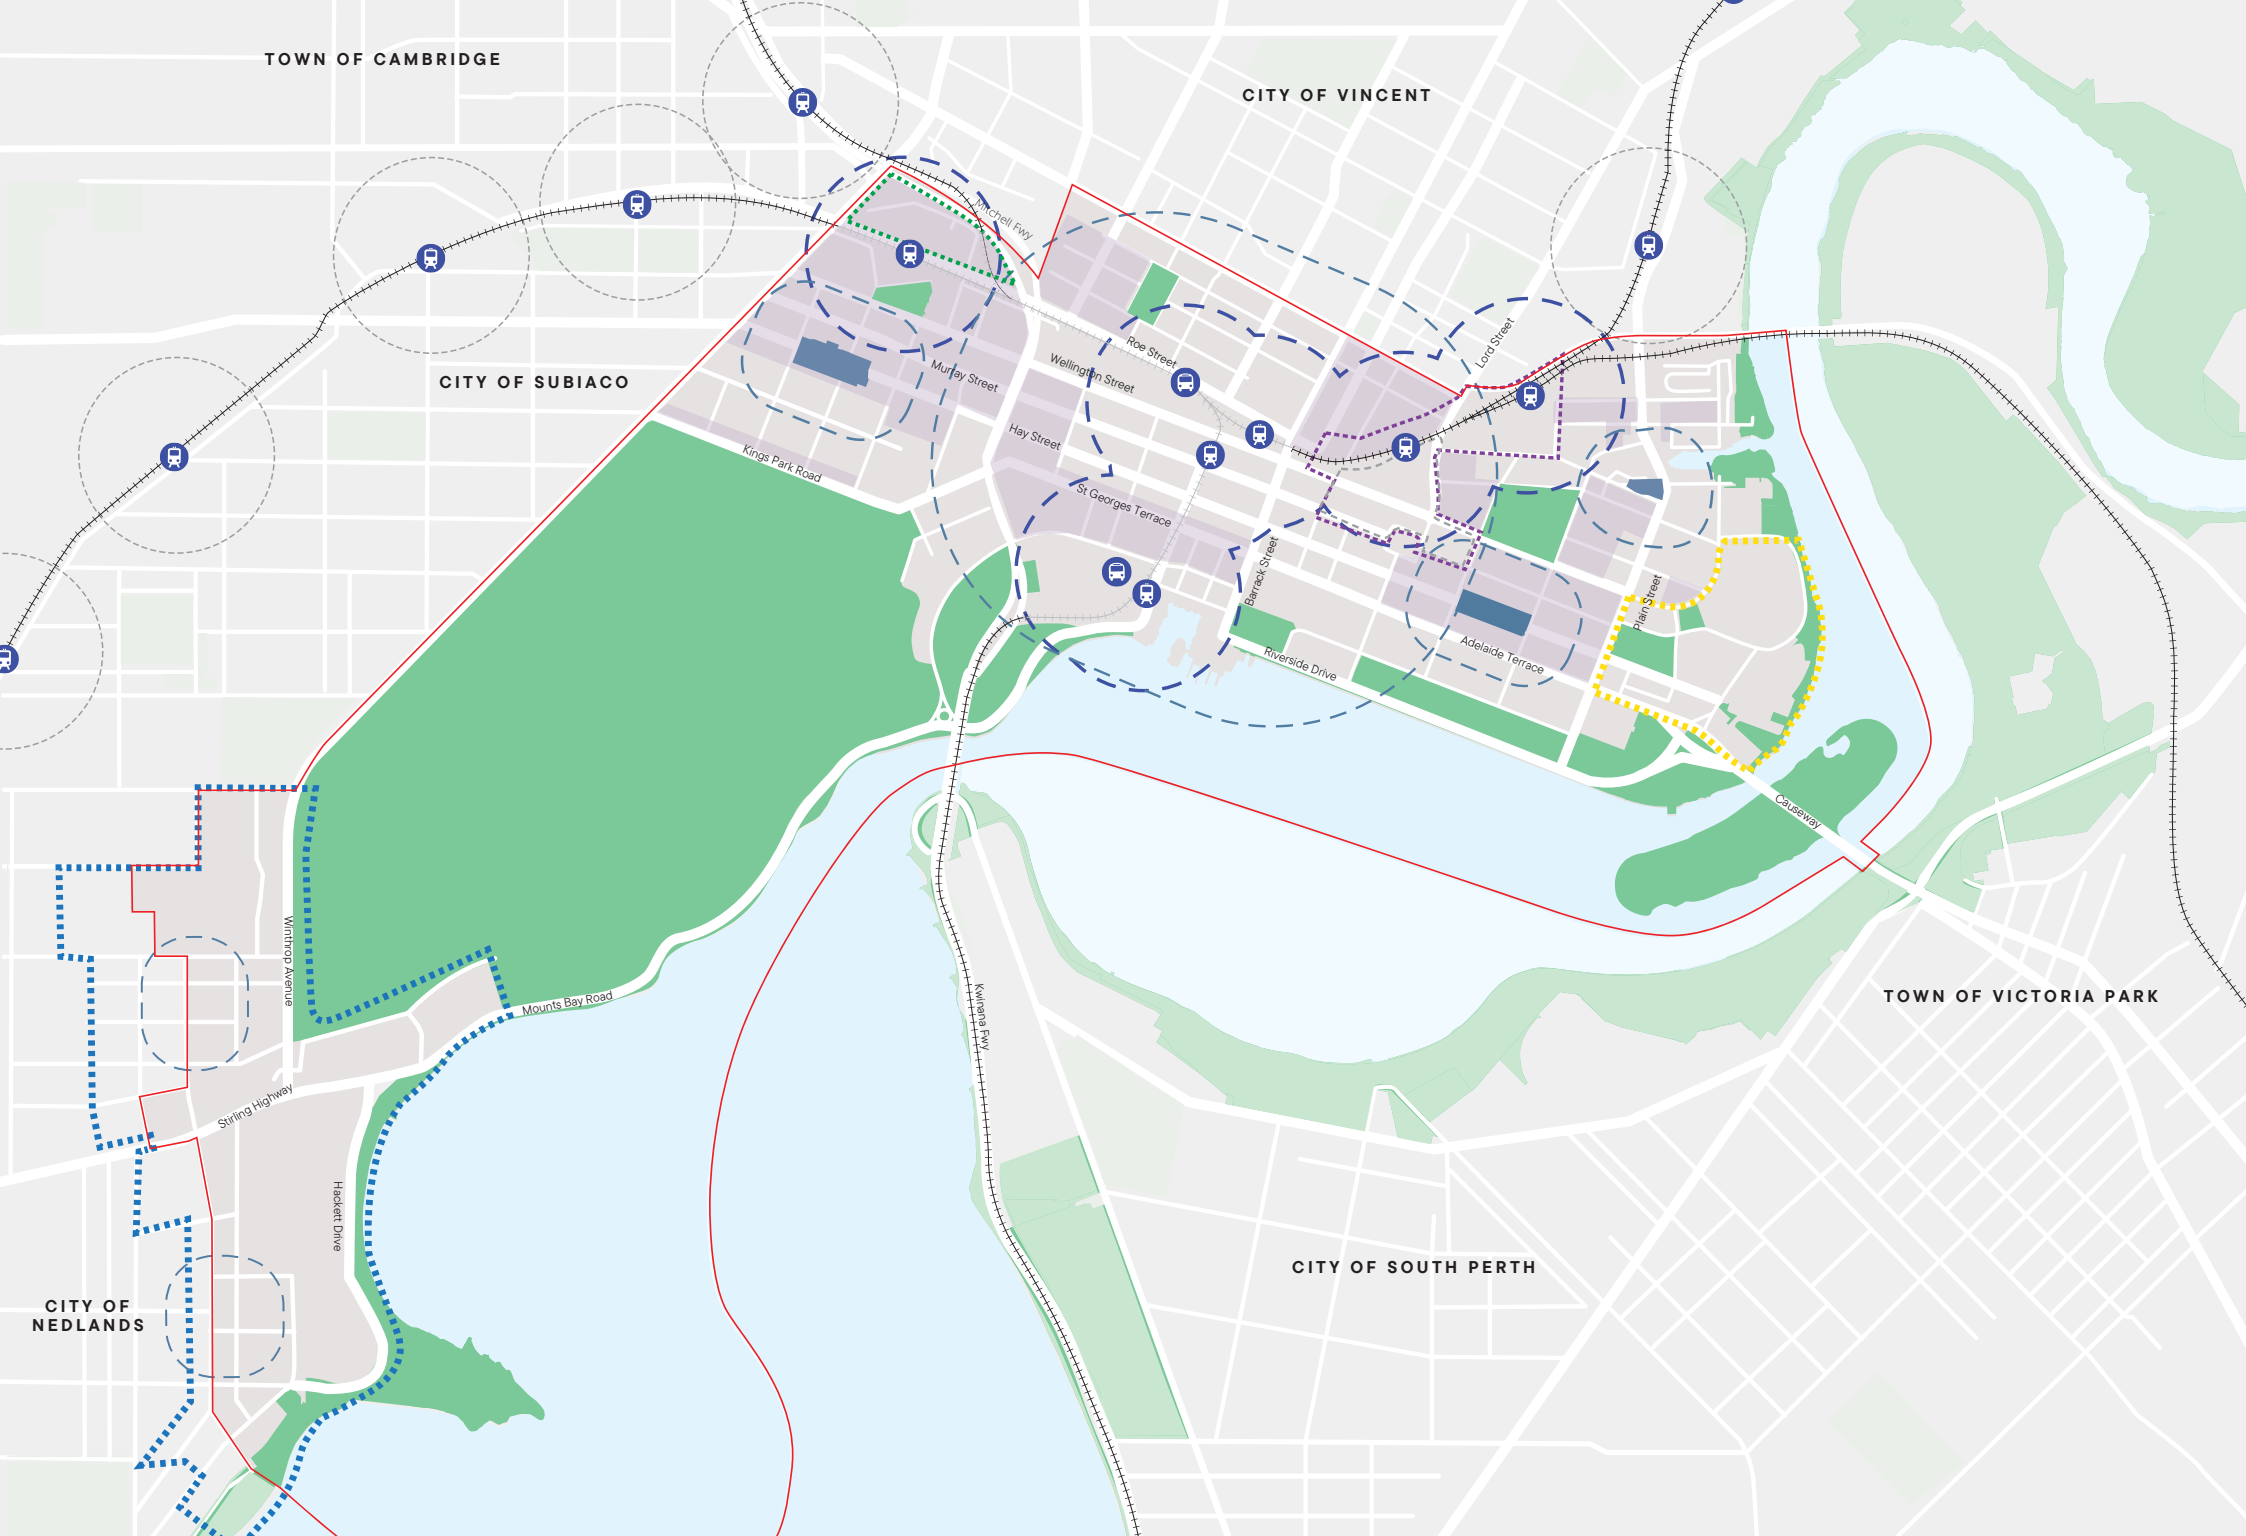 TOWN OF CAMBRIDGE
CITY OF VINCENT
Mitchell Fwy
Lord Street
Roe Street
Wellington Street
Murray Street
CITY OF SUBIACO
Hay Street
Kings Park Road
St Georges Terrace
Barrack Street
Plain Street
Adelaide Terrace
Riverside Drive
Causeway
Winthrop Avenue
Mounts Bay Road
Kwinana Fwy
TOWN OF VICTORIA PARK
Stirling Highway
Hackett Drive
CITY OF SOUTH PERTH
CITY OF
NEDLANDS